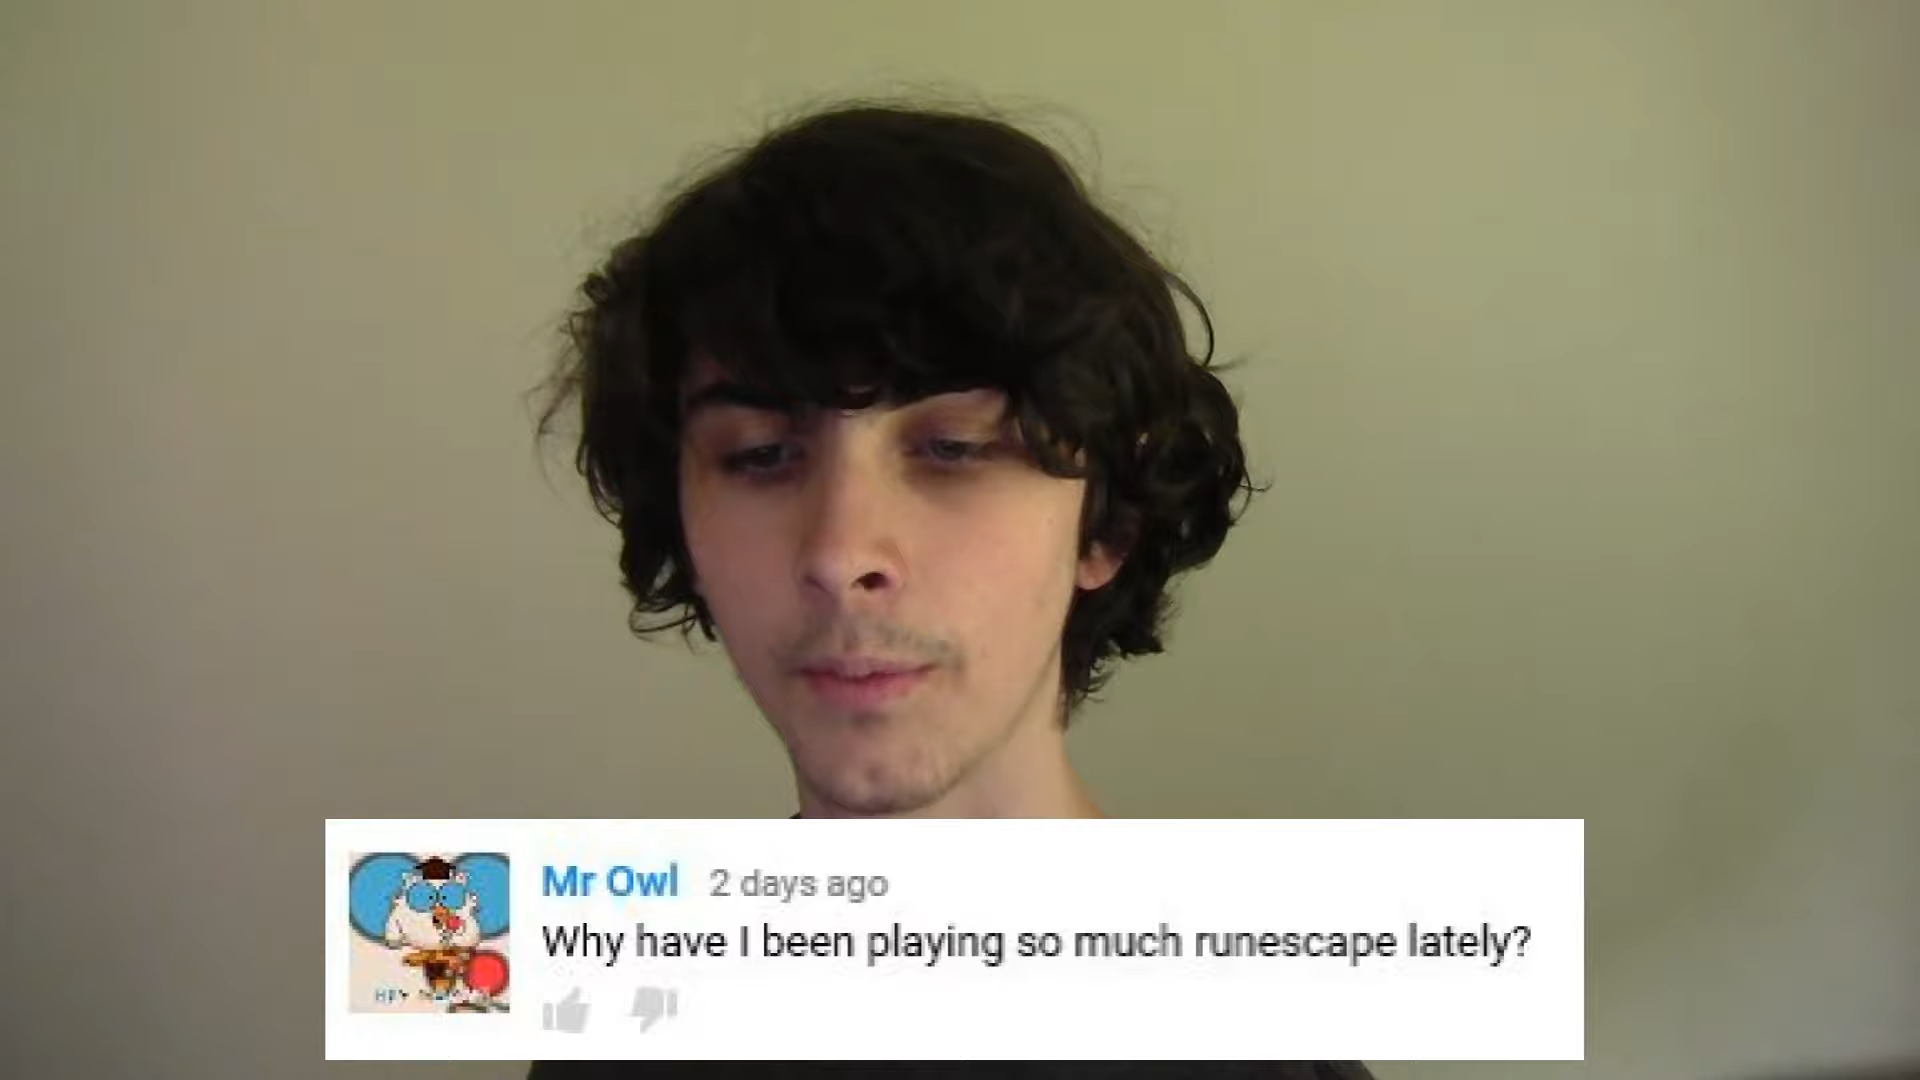 Mr Owl 2 days ago
Why have I been playing so much runescape lately?